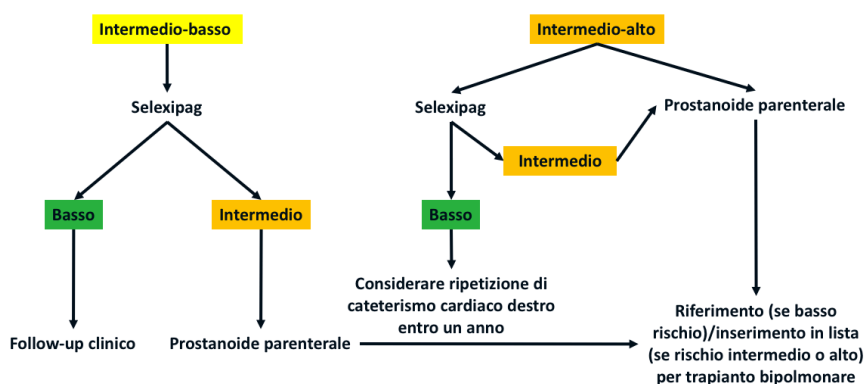 Intermedio-basso
Intermedio-alto
Selexipag
Selexipag
Prostanoide parenterale
Intermedio
Basso
Intermedio
Basso
Considerare ripetizione di
cateterismo cardiaco destro
entro un anno
Follow-up clinico
Prostanoide parenterale
Riferimento (se basso
rischio)/inserimento in lista
(se rischio intermedio o alto)
per trapianto bipolmonare